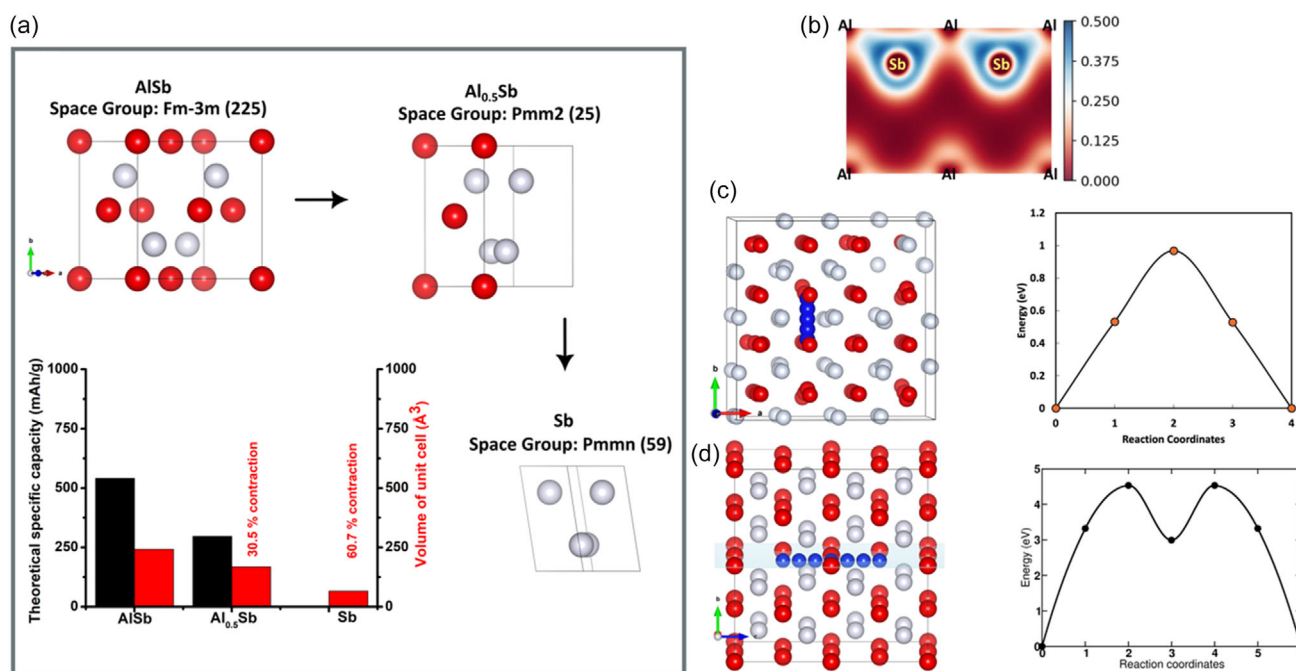 (a)
AlSb
Space Group: Fm-3m (225)
Al0.5Sb
Space Group: Pmm2 (25)
b
a
Sb
Space Group: Pmmn (59)
Theoretical specific capacity (mAh/g)
1000
750
500
250
0
AlSb
Al0.5Sb
Sb
30.5 % contraction
60.7 % contraction
1000
750
500
250
0
Volume of unit cell (Å3)
(b)
Al Al Al
Sb Sb
Al Al Al
0.500
0.375
0.250
0.125
0.000
(c)
b
a
Energy (eV)
1.2
1
0.8
0.6
0.4
0.2
0
0 1 2 3 4
Reaction Coordinates
(d)
b
Energy (eV)
5
4
3
2
1
0
0 1 2 3 4 5
Reaction coordinates